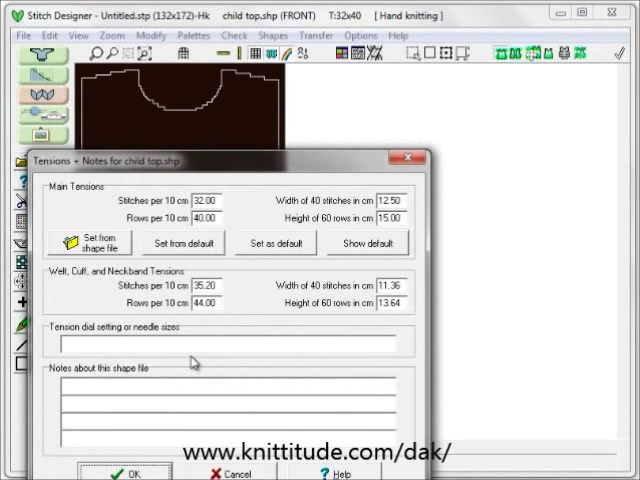 Stitch Designer - Untitled.stp (132x172)-Hk child top.shp (FRONT) T:32x40 [ Hand knitting ]
File Edit View Zoom Modify Palettes Check Shapes Transfer Options Help
Tensions + Notes for child top.shp
Main Tensions
Stitches per 10 cm 32.00 Width of 40 stitches in cm 12.50
Rows per 10 cm 40.00 Height of 60 rows in cm 15.00
Set from shape file Set from default Set as default Show default
Welt, Cuff, and Neckband Tensions
Stitches per 10 cm 35.20 Width of 40 stitches in cm 11.36
Rows per 10 cm 44.00 Height of 60 rows in cm 13.64
Tension dial setting or needle sizes
Notes about this shape file
www.knittitude.com/dak/
OK Cancel Help